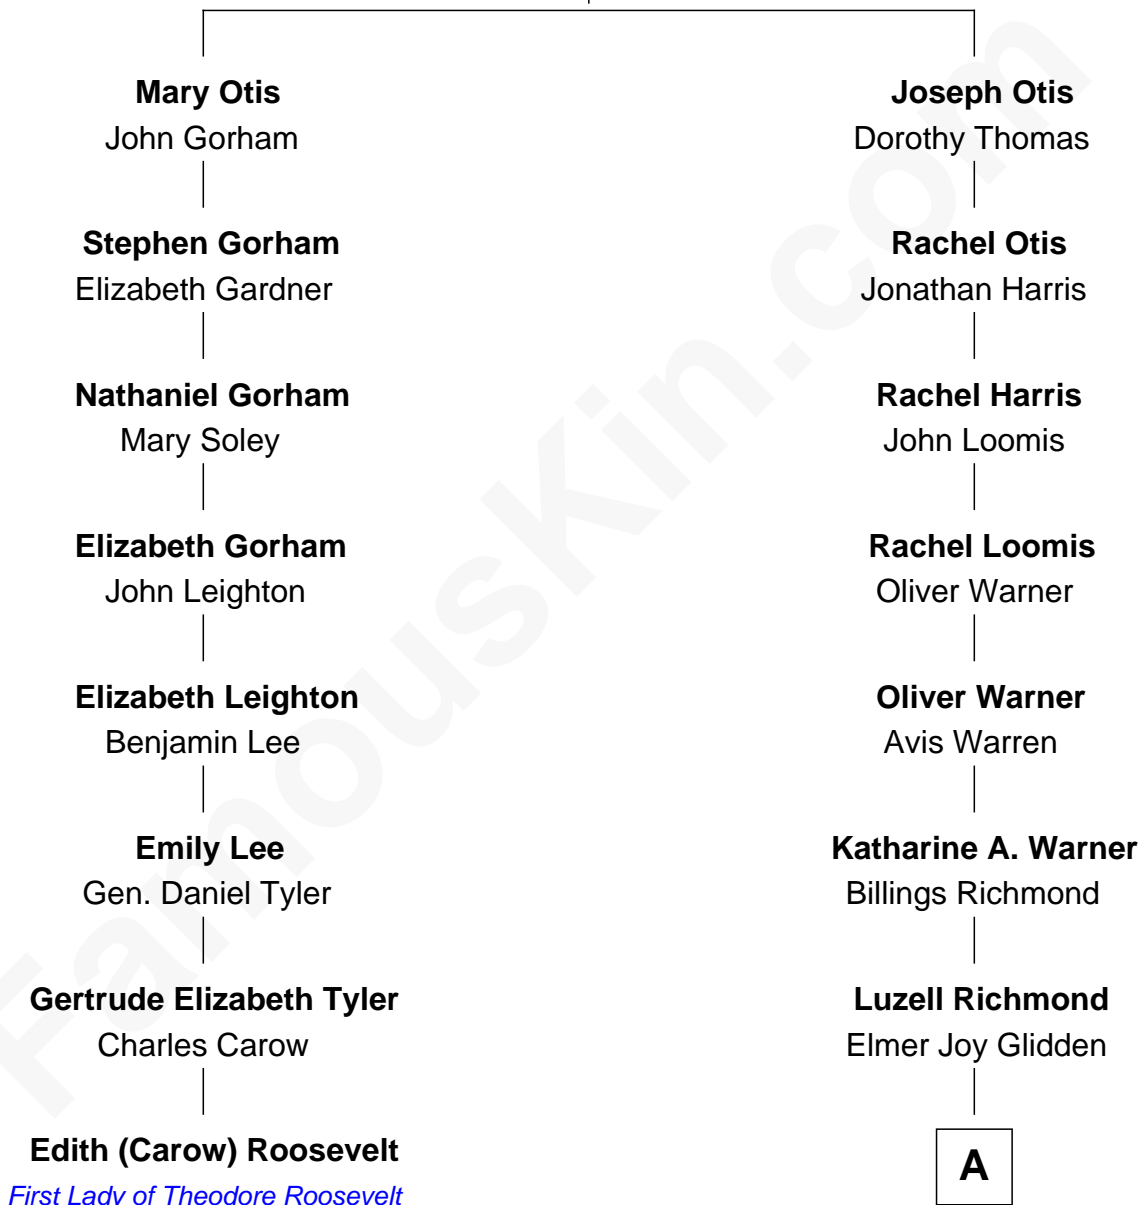 Mary Otis
John Gorham
Stephen Gorham
Elizabeth Gardner
Nathaniel Gorham
Mary Soley
Elizabeth Gorham
John Leighton
Elizabeth Leighton
Benjamin Lee
Emily Lee
Gen. Daniel Tyler
Gertrude Elizabeth Tyler
Charles Carow
Edith (Carow) Roosevelt
First Lady of Theodore Roosevelt
Joseph Otis
Dorothy Thomas
Rachel Otis
Jonathan Harris
Rachel Harris
John Loomis
Rachel Loomis
Oliver Warner
Oliver Warner
Avis Warren
Katharine A. Warner
Billings Richmond
Luzell Richmond
Elmer Joy Glidden
A
FamousKin.com